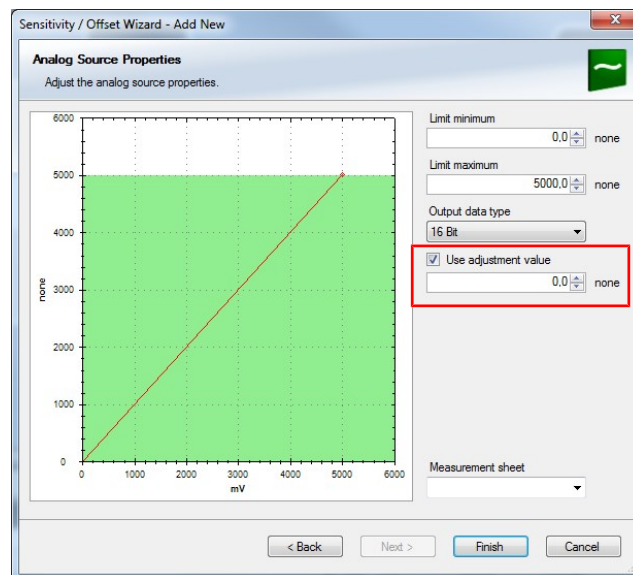 Sensitivity / Offset Wizard - Add New
Analog Source Properties
Adjust the analog source properties.
6000
5000
4000
3000
2000
1000
0
none
0 1000 2000 3000 4000 5000 6000
mV
Limit minimum
0,0 none
Limit maximum
5000,0 none
Output data type
16 Bit
Use adjustment value
0,0 none
Measurement sheet
< Back Next > Finish Cancel